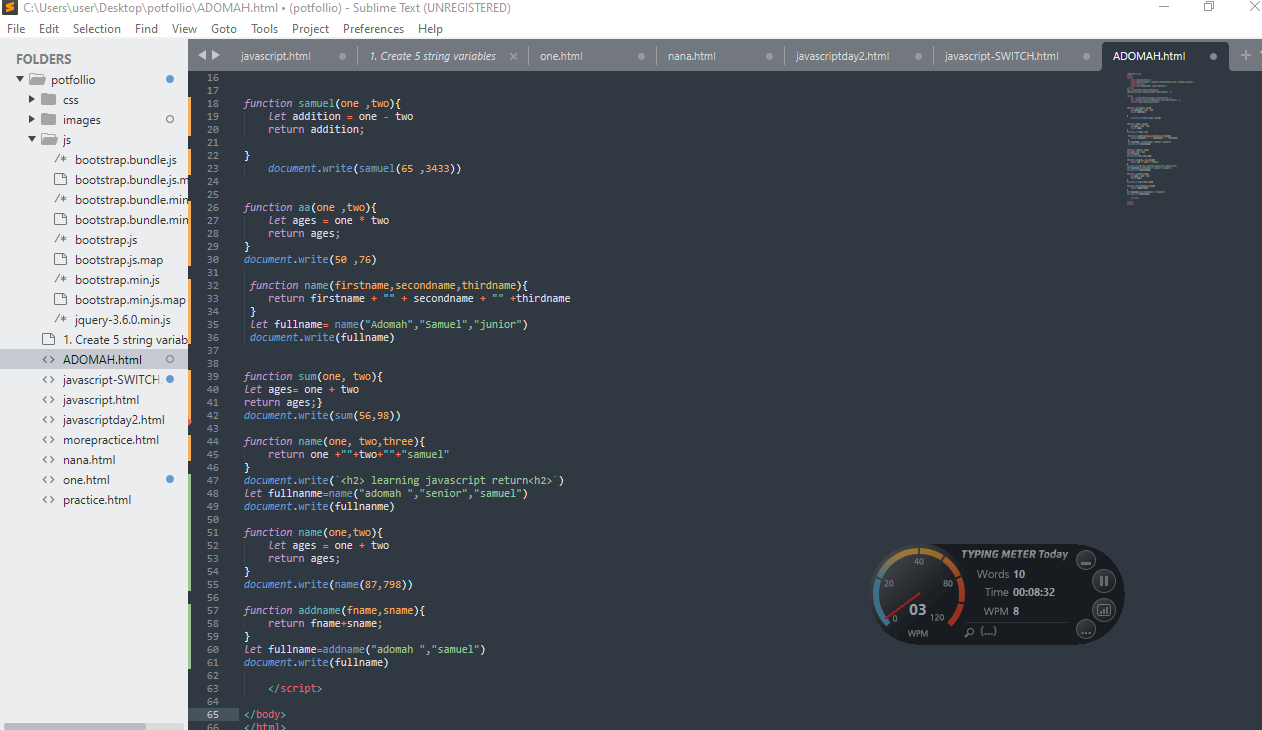 C:\Users\user\Desktop\potfollio\ADOMAH.html • (potfollio) - Sublime Text (UNREGISTERED)
File Edit Selection Find View Goto Tools Project Preferences Help
FOLDERS
potfollio
css
images
js
/* bootstrap.bundle.js
bootstrap.bundle.js.m
/* bootstrap.bundle.min
bootstrap.bundle.min
/* bootstrap.js
bootstrap.js.map
/* bootstrap.min.js
bootstrap.min.js.map
/* jquery-3.6.0.min.js
1. Create 5 string variab
<> ADOMAH.html
<> javascript-SWITCH
<> javascript.html
<> javascriptday2.html
<> morepractice.html
<> nana.html
<> one.html
<> practice.html
javascript.html 1. Create 5 string variables one.html nana.html javascriptday2.html javascript-SWITCH.html ADOMAH.html
16
17
18 function samuel(one ,two){
19 let addition = one - two
20 return addition;
21
22 }
23 document.write(samuel(65 ,3433))
24
25
26 function aa(one ,two){
27 let ages = one * two
28 return ages;
29 }
30 document.write(50 ,76)
31
32 function name(firstname,secondname,thirdname){
33 return firstname + "" + secondname + "" +thirdname
34 }
35 let fullname= name("Adomah","Samuel","junior")
36 document.write(fullname)
37
38
39 function sum(one, two){
40 let ages= one + two
41 return ages;}
42 document.write(sum(56,98))
43
44 function name(one, two,three){
45 return one +""+two+""+"samuel"
46 }
47 document.write(`<h2> learning javascript return<h2>`)
48 let fullnanme=name("adomah ","senior","samuel")
49 document.write(fullnanme)
50
51 function name(one,two){
52 let ages = one + two
53 return ages;
54 }
55 document.write(name(87,798))
56
57 function addname(fname,sname){
58 return fname+sname;
59 }
60 let fullname=addname("adomah ","samuel")
61 document.write(fullname)
62
63 </script>
64
65 </body>
66 </html>
TYPING METER Today
Words 10
Time 00:08:32
WPM 8
(...)
0 20 40 80 120
03
WPM